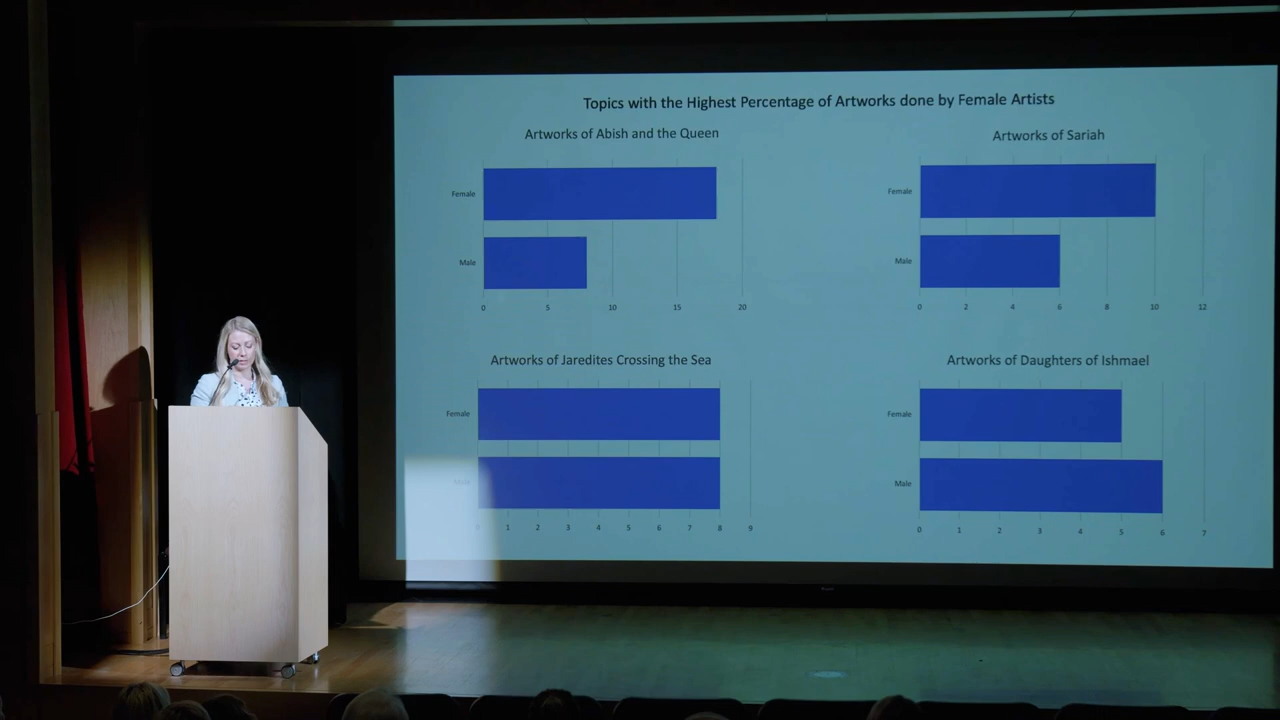 Topics with the Highest Percentage of Artworks done by Female Artists
Artworks of Abish and the Queen
Female
Male
0 5 10 15 20
Artworks of Sariah
Female
Male
0 2 4 6 8 10 12
Artworks of Jaredites Crossing the Sea
Female
Male
0 1 2 3 4 5 6 7 8 9
Artworks of Daughters of Ishmael
Female
Male
0 1 2 3 4 5 6 7